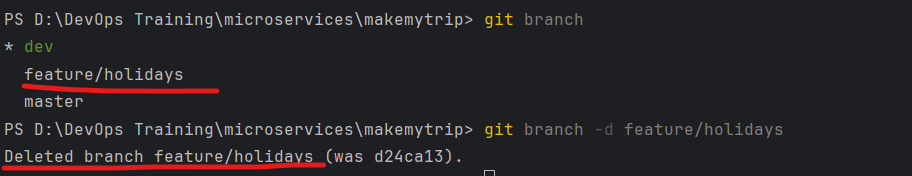 PS D:\DevOps Training\microservices\makemytrip> git branch
* dev
feature/holidays
master
PS D:\DevOps Training\microservices\makemytrip> git branch -d feature/holidays
Deleted branch feature/holidays (was d24ca13).